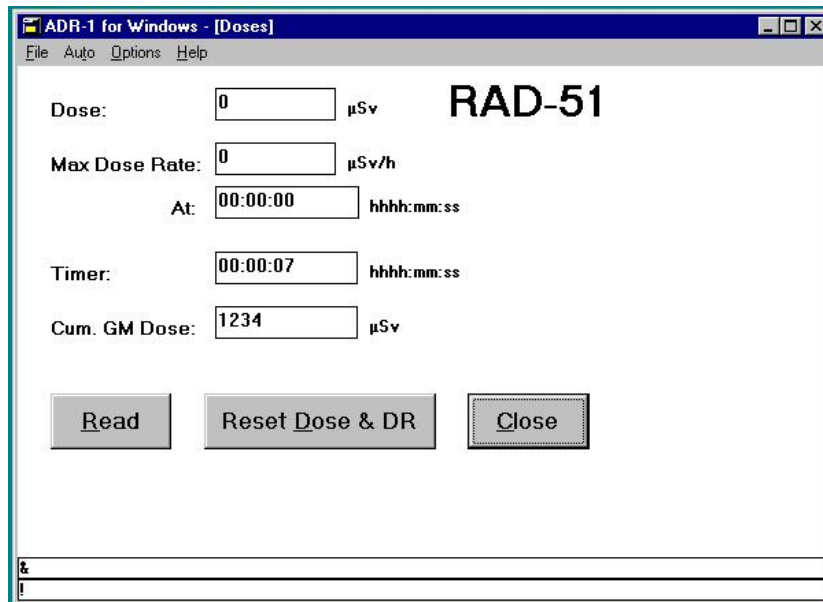 ADR-1 for Windows - [Doses]
File Auto Options Help
RAD-51
Dose: 0 µSv
Max Dose Rate: 0 µSv/h
At: 00:00:00 hhhh:mm:ss
Timer: 00:00:07 hhhh:mm:ss
Cum. GM Dose: 1234 µSv
Read Reset Dose & DR Close
&
!